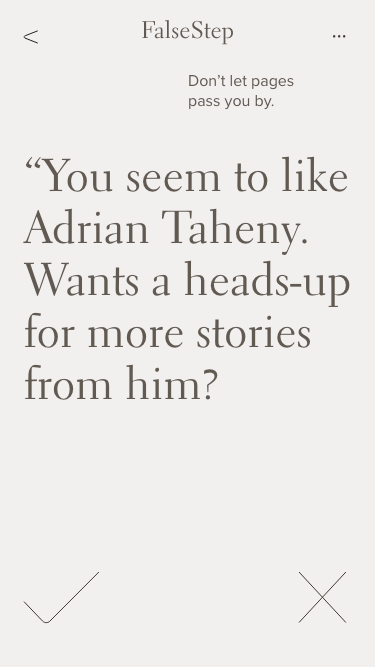 <
FalseStep
...
Don’t let pages
pass you by.
“You seem to like
Adrian Taheny.
Wants a heads-up
for more stories
from him?